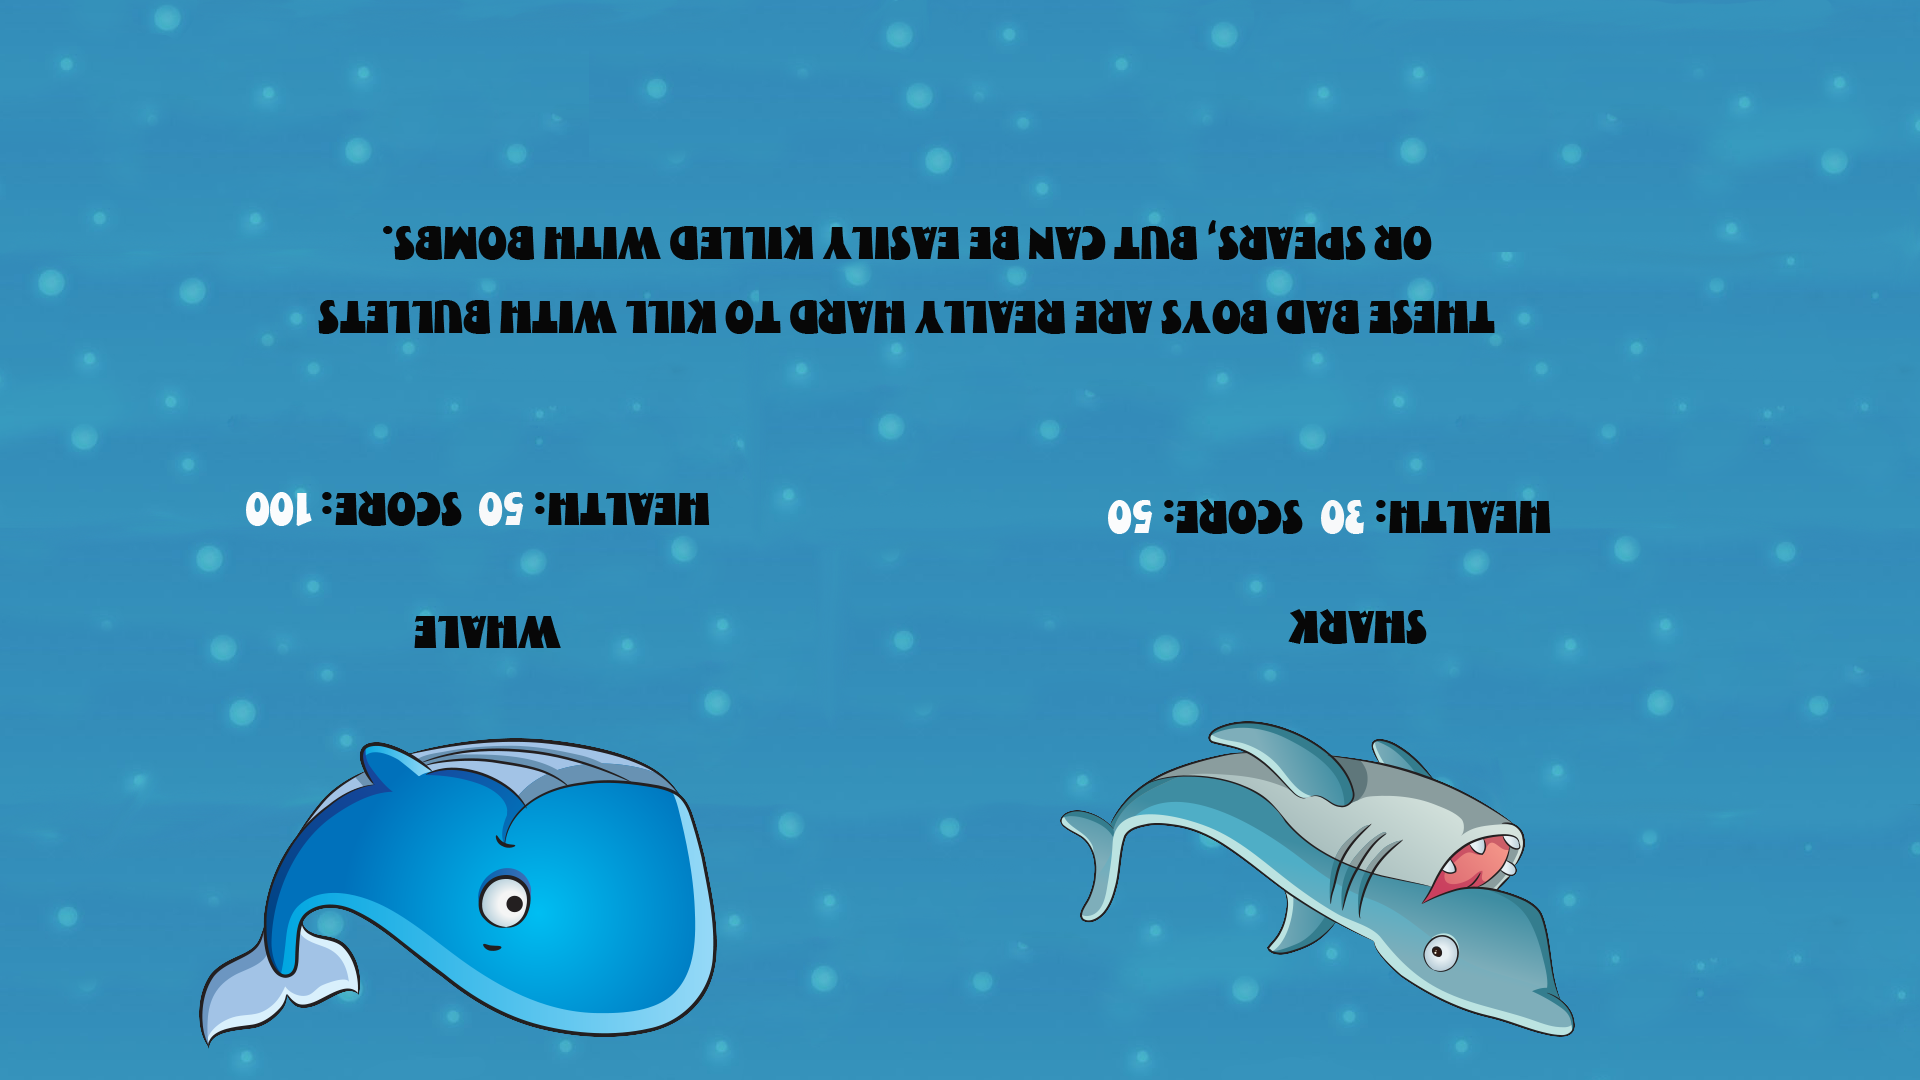 SHARK
HEALTH: 30 SCORE: 50
WHALE
HEALTH: 50 SCORE: 100
THESE BAD BOYS ARE REALLY HARD TO KILL WITH BULLETS
OR SPEARS, BUT CAN BE EASILY KILLED WITH BOMBS.